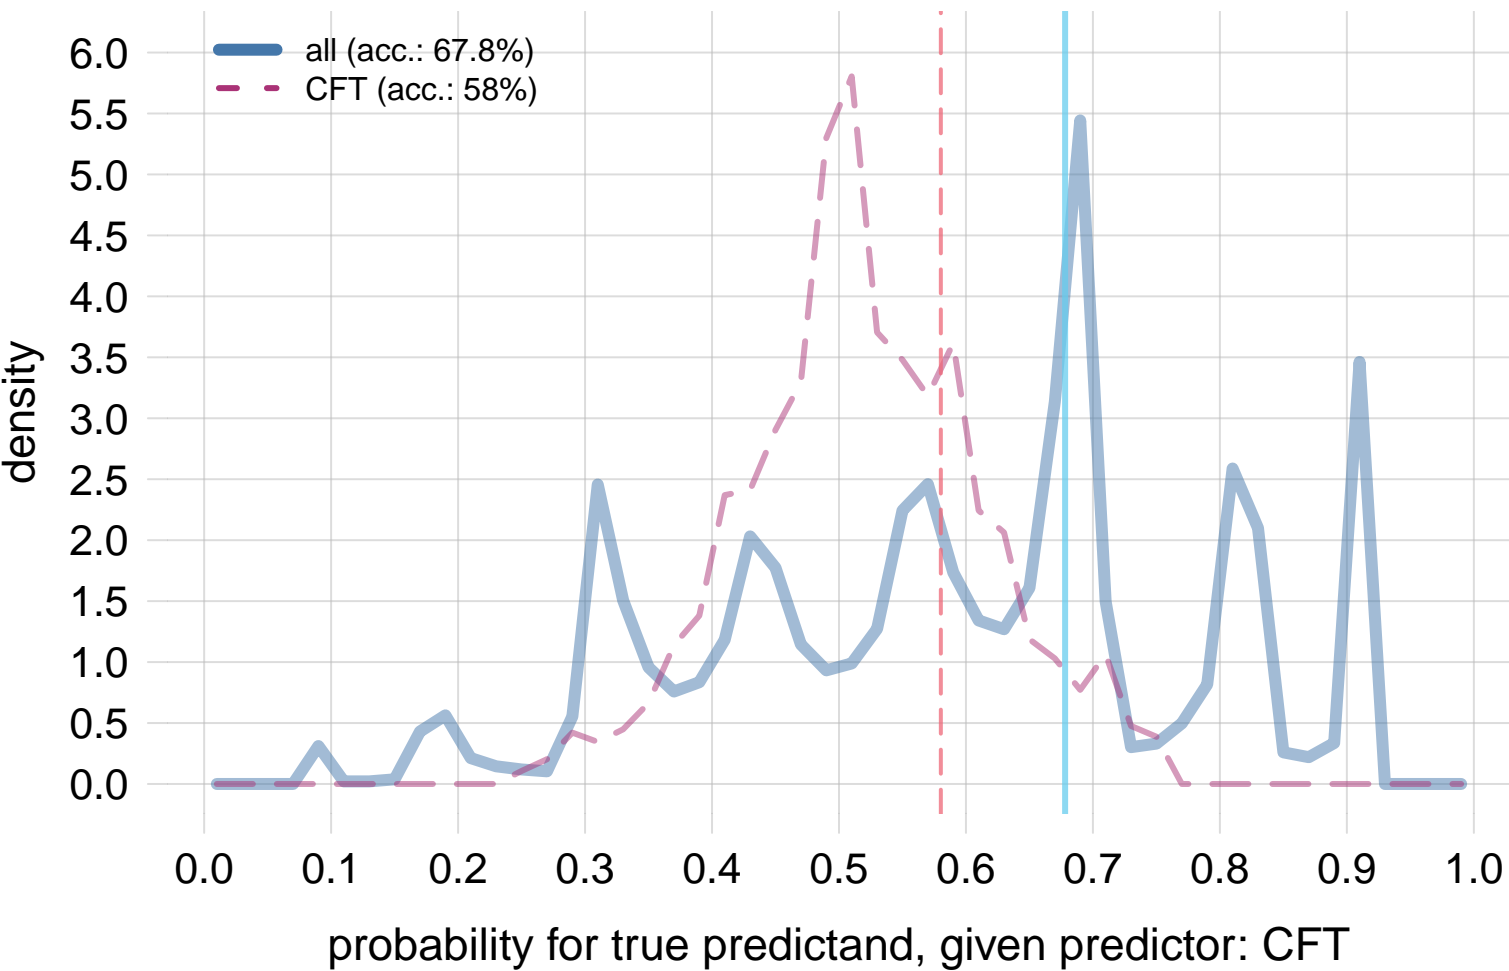 all (acc.: 67.8%)
CFT (acc.: 58%)
6.0
5.5
5.0
4.5
4.0
3.5
3.0
2.5
2.0
1.5
1.0
0.5
0.0
density
0.0 0.1 0.2 0.3 0.4 0.5 0.6 0.7 0.8 0.9 1.0
probability for true predictand, given predictor: CFT